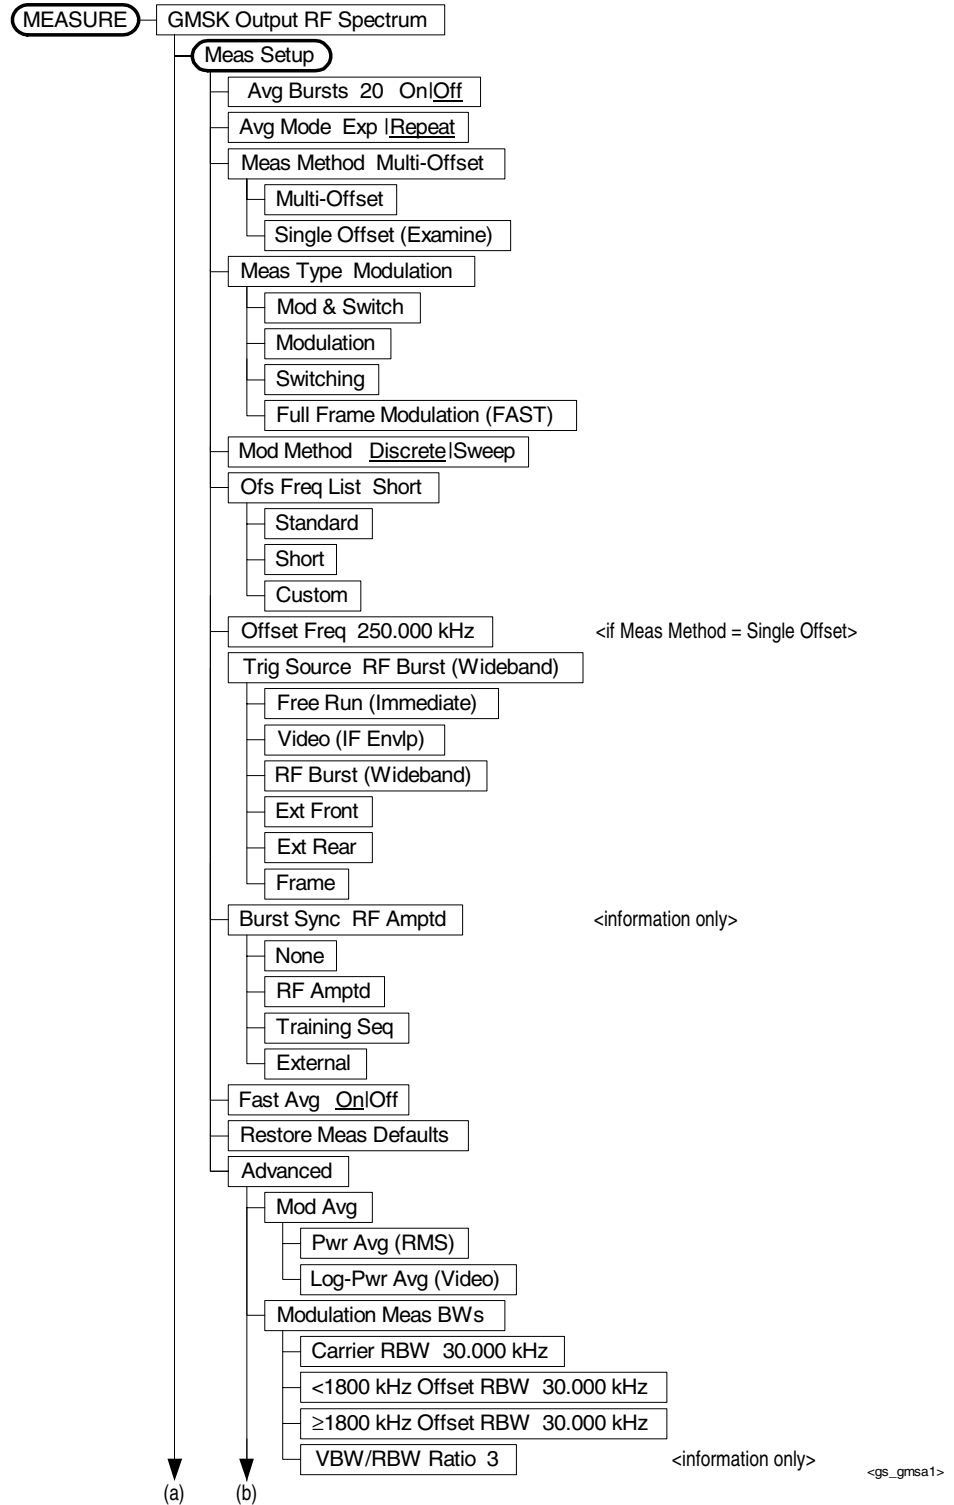 MEASURE GMSK Output RF Spectrum
Meas Setup
Avg Bursts 20 On|Off
Avg Mode Exp |Repeat
Meas Method Multi-Offset
Multi-Offset
Single Offset (Examine)
Meas Type Modulation
Mod & Switch
Modulation
Switching
Full Frame Modulation (FAST)
Mod Method Discrete|Sweep
Ofs Freq List Short
Standard
Short
Custom
Offset Freq 250.000 kHz <if Meas Method = Single Offset>
Trig Source RF Burst (Wideband)
Free Run (Immediate)
Video (IF Envlp)
RF Burst (Wideband)
Ext Front
Ext Rear
Frame
Burst Sync RF Amptd <information only>
None
RF Amptd
Training Seq
External
Fast Avg On|Off
Restore Meas Defaults
Advanced
Mod Avg
Pwr Avg (RMS)
Log-Pwr Avg (Video)
Modulation Meas BWs
Carrier RBW 30.000 kHz
<1800 kHz Offset RBW 30.000 kHz
≥1800 kHz Offset RBW 30.000 kHz
VBW/RBW Ratio 3 <information only>
<gs_gmsa1>
(a) (b)